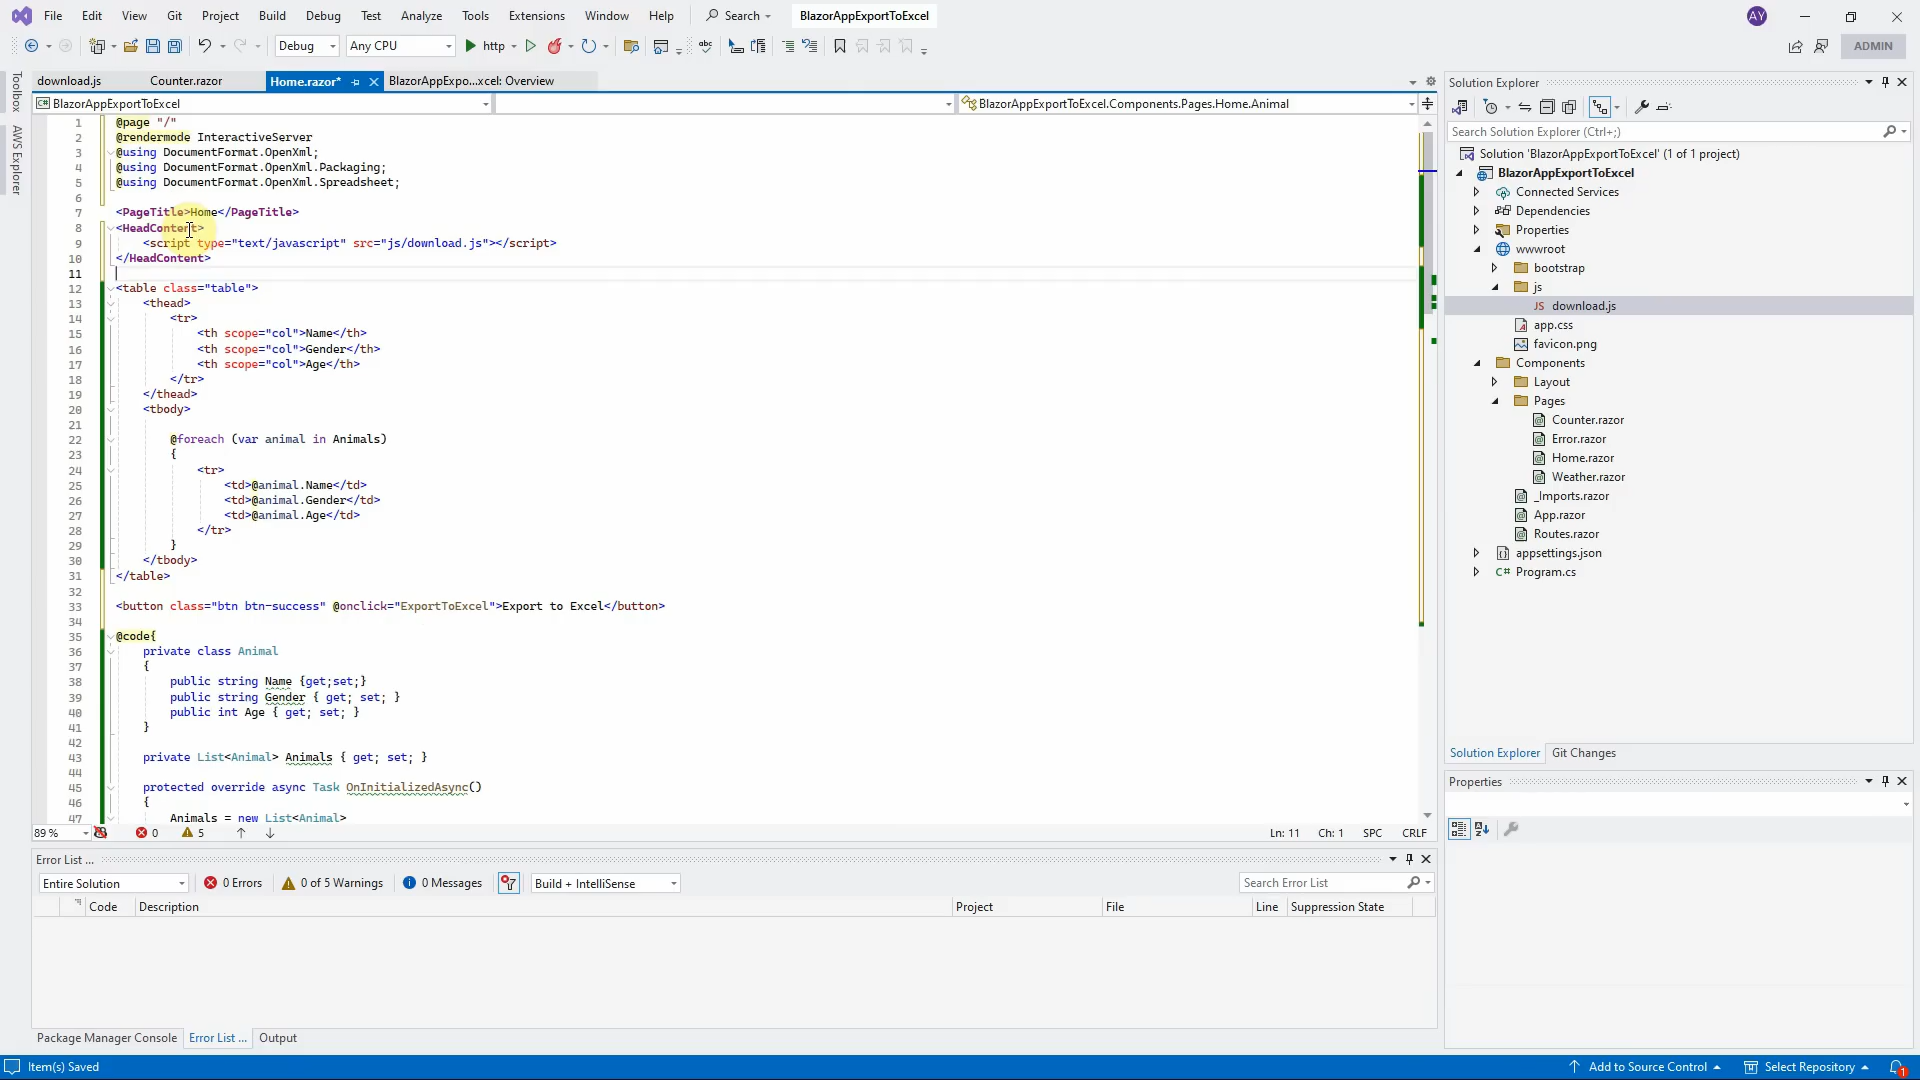 File Edit View Git Project Build Debug Test Analyze Tools Extensions Window Help Search BlazorAppExportToExcel AY
Debug Any CPU http ADMIN
download.js Counter.razor Home.razor* BlazorAppExpo...xcel: Overview
BlazorAppExportToExcel BlazorAppExportToExcel.Components.Pages.Home.Animal
Toolbox
AWS Explorer
1 @page "/"
2 @rendermode InteractiveServer
3 @using DocumentFormat.OpenXml;
4 @using DocumentFormat.OpenXml.Packaging;
5 @using DocumentFormat.OpenXml.Spreadsheet;
6
7 <PageTitle>Home</PageTitle>
8 <HeadContent>
9 <script type="text/javascript" src="js/download.js"></script>
10 </HeadContent>
11
12 <table class="table">
13 <thead>
14 <tr>
15 <th scope="col">Name</th>
16 <th scope="col">Gender</th>
17 <th scope="col">Age</th>
18 </tr>
19 </thead>
20 <tbody>
21
22 @foreach (var animal in Animals)
23 {
24 <tr>
25 <td>@animal.Name</td>
26 <td>@animal.Gender</td>
27 <td>@animal.Age</td>
28 </tr>
29 }
30 </tbody>
31 </table>
32
33 <button class="btn btn-success" @onclick="ExportToExcel">Export to Excel</button>
34
35 @code{
36 private class Animal
37 {
38 public string Name {get;set;}
39 public string Gender { get; set; }
40 public int Age { get; set; }
41 }
42
43 private List<Animal> Animals { get; set; }
44
45 protected override async Task OnInitializedAsync()
46 {
47 Animals = new List<Animal>
89 % 0 5 Ln: 11 Ch: 1 SPC CRLF
Error List ...
Entire Solution 0 Errors 0 of 5 Warnings 0 Messages Build + IntelliSense Search Error List
Code Description Project File Line Suppression State
Package Manager Console Error List ... Output
Solution Explorer
Search Solution Explorer (Ctrl+;)
Solution 'BlazorAppExportToExcel' (1 of 1 project)
BlazorAppExportToExcel
Connected Services
Dependencies
Properties
wwwroot
bootstrap
js
JS download.js
app.css
favicon.png
Components
Layout
Pages
Counter.razor
Error.razor
Home.razor
Weather.razor
_Imports.razor
App.razor
Routes.razor
appsettings.json
C# Program.cs
Solution Explorer Git Changes
Properties
Item(s) Saved Add to Source Control Select Repository 1